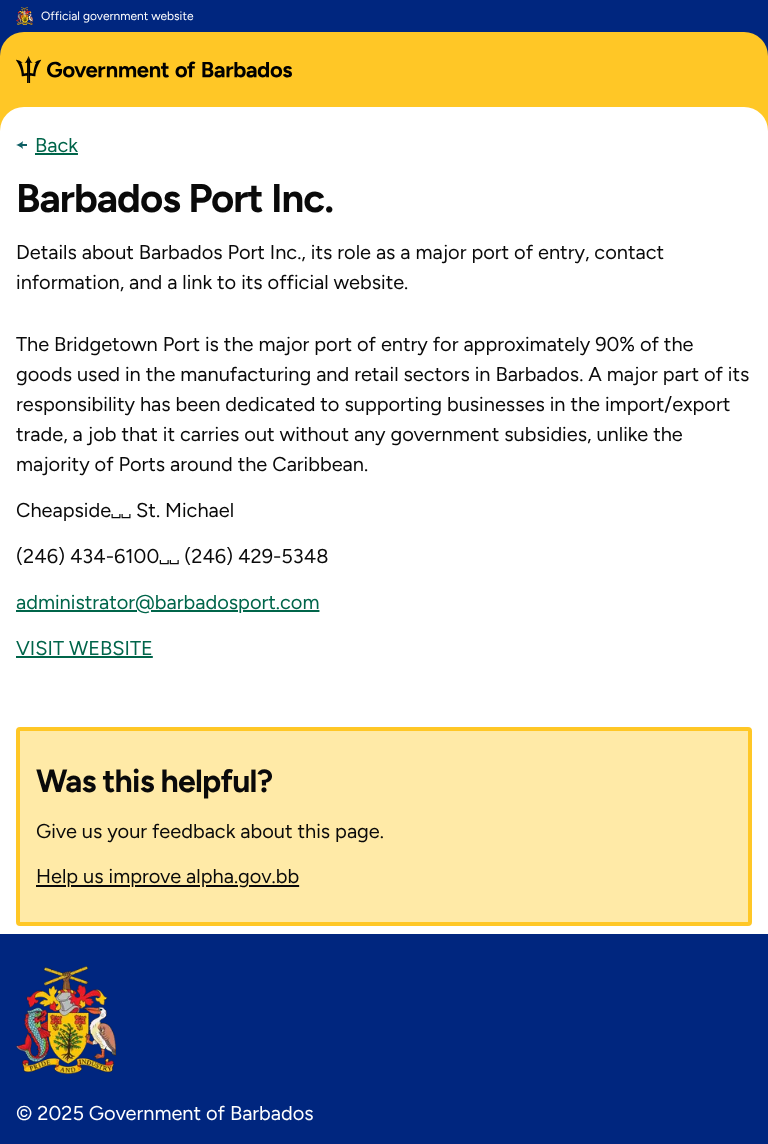 Official government website
Government of Barbados
Back
Barbados Port Inc.
Details about Barbados Port Inc., its role as a major port of entry, contact
information, and a link to its official website.
The Bridgetown Port is the major port of entry for approximately 90% of the
goods used in the manufacturing and retail sectors in Barbados. A major part of its
responsibility has been dedicated to supporting businesses in the import/export
trade, a job that it carries out without any government subsidies, unlike the
majority of Ports around the Caribbean.
Cheapside␣␣ St. Michael
(246) 434-6100␣␣ (246) 429-5348
administrator@barbadosport.com
VISIT WEBSITE
Was this helpful?
Give us your feedback about this page.
Help us improve alpha.gov.bb
PRIDE AND INDUSTRY
© 2025 Government of Barbados